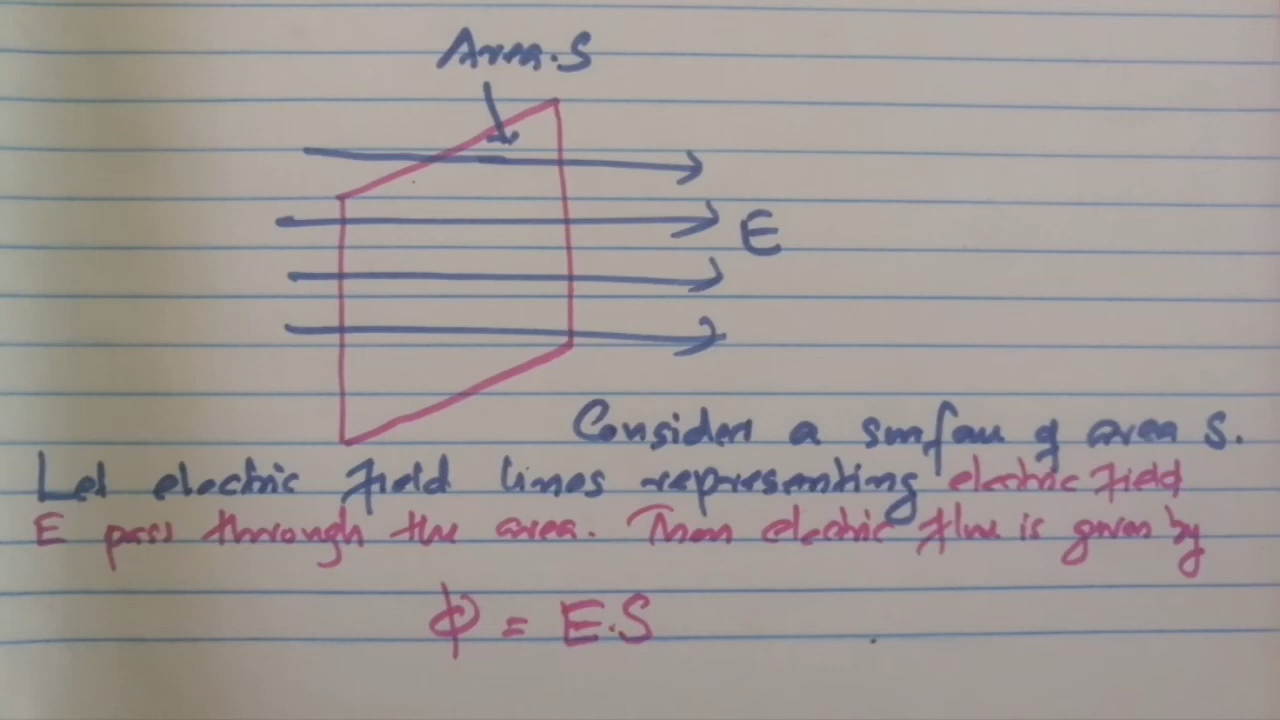 Area.S
E
Consider a surface of area S.
Let electric field lines representing electric field
E pass through the area. Then electric flux is given by
ϕ = E.S